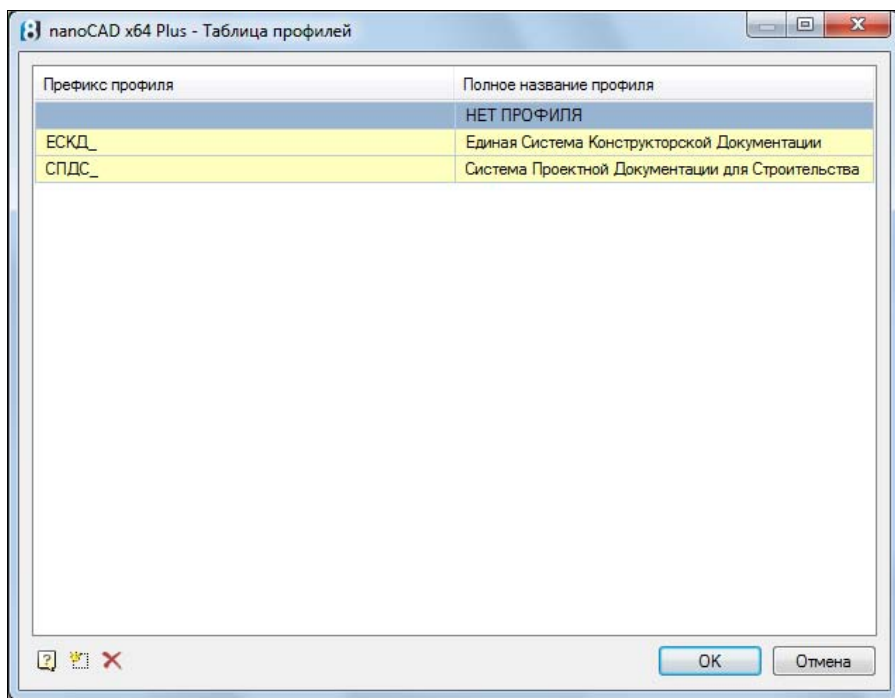 nanoCAD x64 Plus - Таблица профилей
Префикс профиля Полное название профиля
НЕТ ПРОФИЛЯ
ЕСКД_ Единая Система Конструкторской Документации
СПДС_ Система Проектной Документации для Строительства
OK Отмена